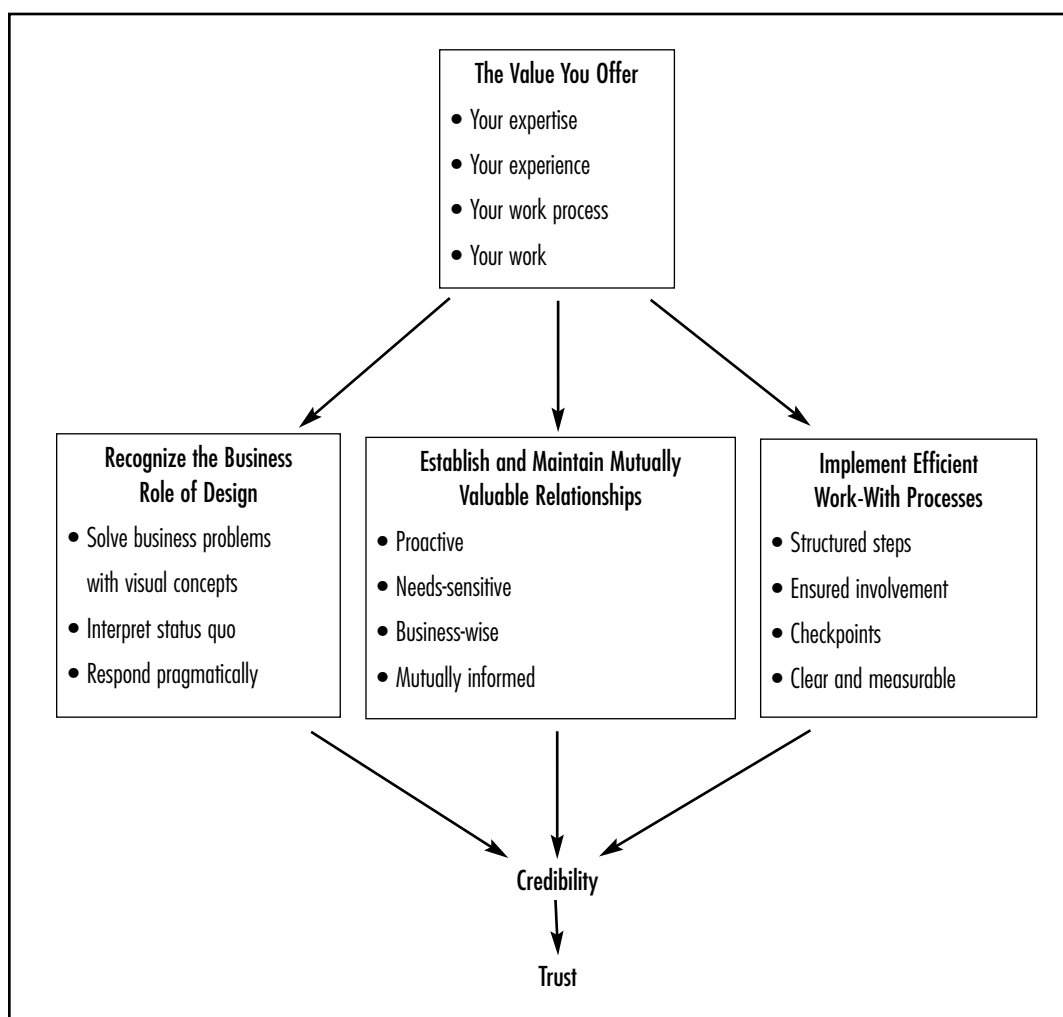 The Value You Offer
• Your expertise
• Your experience
• Your work process
• Your work
Recognize the Business
Role of Design
• Solve business problems
with visual concepts
• Interpret status quo
• Respond pragmatically
Establish and Maintain Mutually
Valuable Relationships
• Proactive
• Needs-sensitive
• Business-wise
• Mutually informed
Implement Efficient
Work-With Processes
• Structured steps
• Ensured involvement
• Checkpoints
• Clear and measurable
Credibility
Trust